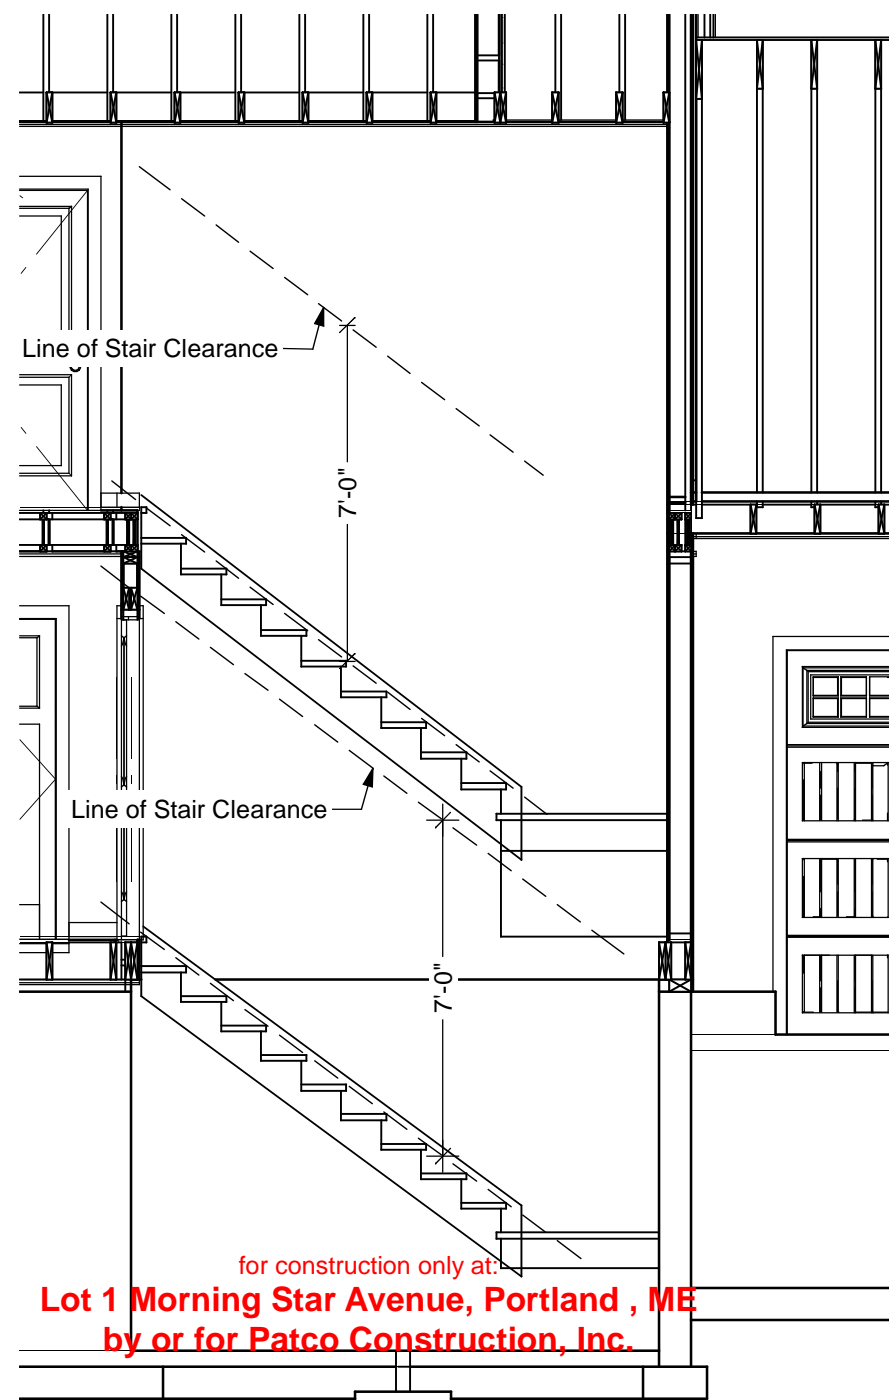 Line of Stair Clearance
7'-0"
Line of Stair Clearance
7'-0"
for construction only at:
Lot 1 Morning Star Avenue, Portland , ME
by or for Patco Construction, Inc.